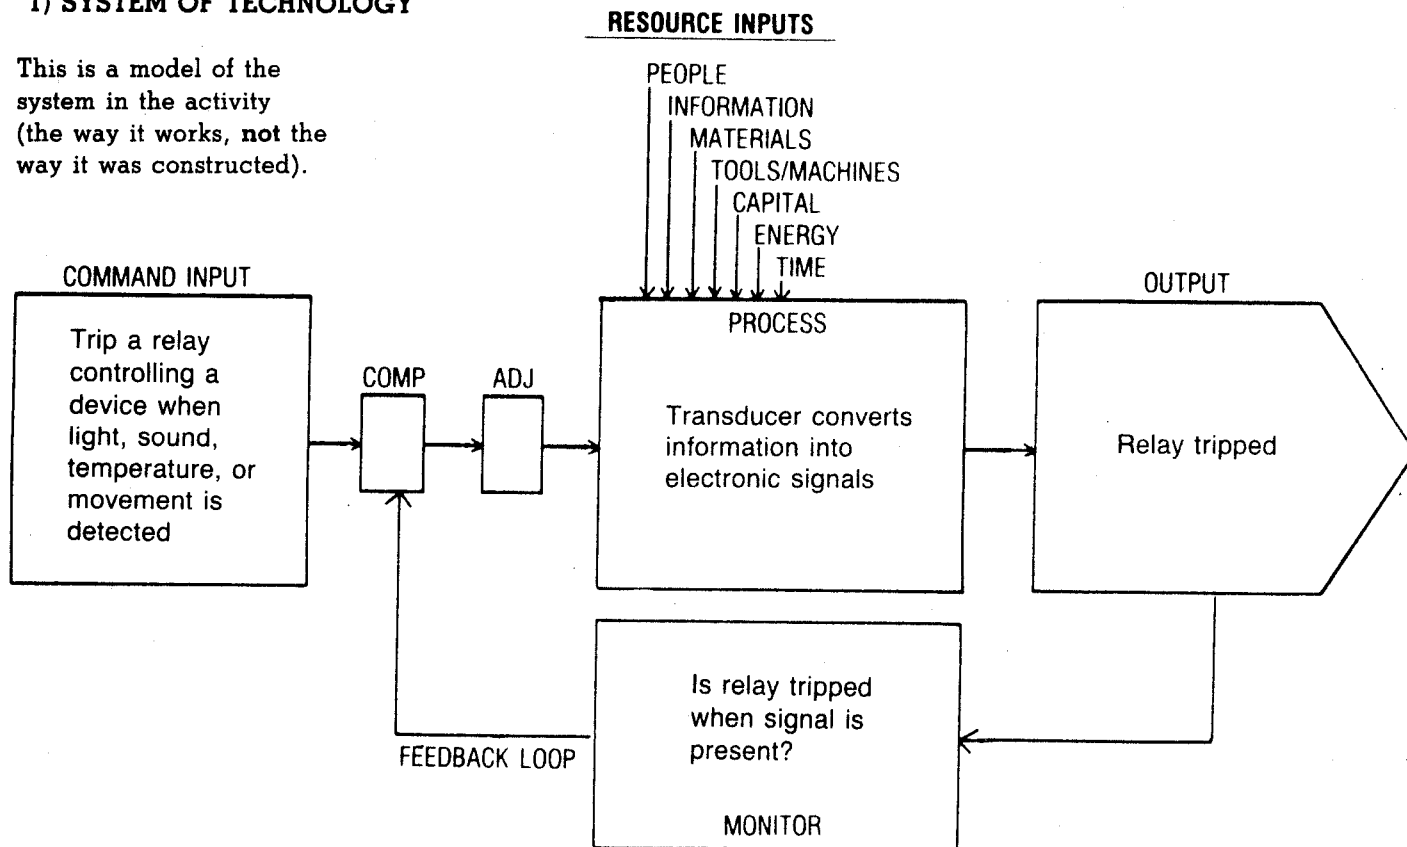 1) SYSTEM OF TECHNOLOGY
This is a model of the
system in the activity
(the way it works, not the
way it was constructed).
RESOURCE INPUTS
PEOPLE
INFORMATION
MATERIALS
TOOLS/MACHINES
CAPITAL
ENERGY
TIME
COMMAND INPUT
Trip a relay
controlling a
device when
light, sound,
temperature, or
movement is
detected
COMP
ADJ
PROCESS
Transducer converts
information into
electronic signals
OUTPUT
Relay tripped
Is relay tripped
when signal is
present?
MONITOR
FEEDBACK LOOP